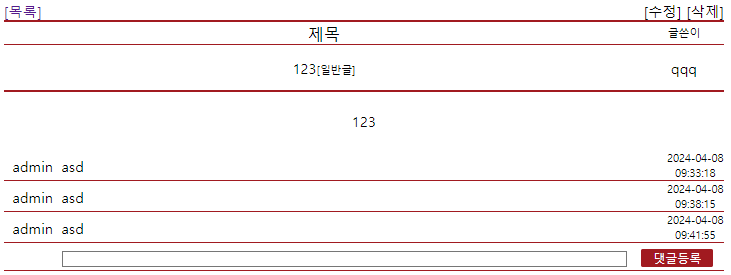 [목록] [수정] [삭제]
제목 글쓴이
123[일반글] qqq
123
admin asd 2024-04-08
09:33:18
admin asd 2024-04-08
09:38:15
admin asd 2024-04-08
09:41:55
댓글등록